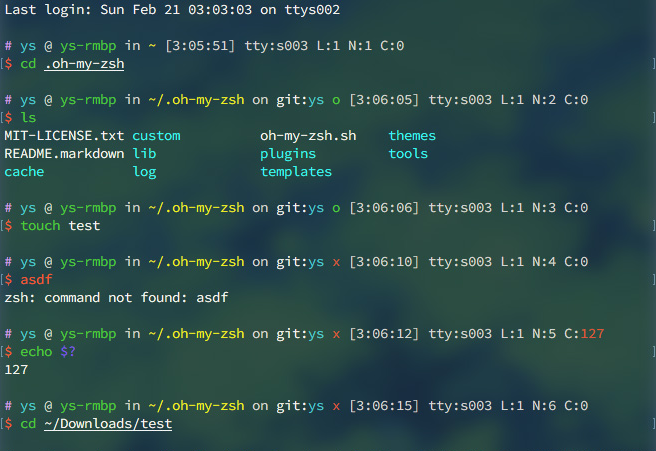 Last login: Sun Feb 21 03:03:03 on ttys002
# ys @ ys-rmbp in ~ [3:05:51] tty:s003 L:1 N:1 C:0
[$ cd .oh-my-zsh ]
# ys @ ys-rmbp in ~/.oh-my-zsh on git:ys o [3:06:05] tty:s003 L:1 N:2 C:0
[$ ls ]
MIT-LICENSE.txt custom oh-my-zsh.sh themes
README.markdown lib plugins tools
cache log templates
# ys @ ys-rmbp in ~/.oh-my-zsh on git:ys o [3:06:06] tty:s003 L:1 N:3 C:0
[$ touch test ]
# ys @ ys-rmbp in ~/.oh-my-zsh on git:ys x [3:06:10] tty:s003 L:1 N:4 C:0
[$ asdf ]
zsh: command not found: asdf
# ys @ ys-rmbp in ~/.oh-my-zsh on git:ys x [3:06:12] tty:s003 L:1 N:5 C:127
[$ echo $? ]
127
# ys @ ys-rmbp in ~/.oh-my-zsh on git:ys x [3:06:15] tty:s003 L:1 N:6 C:0
[$ cd ~/Downloads/test ]